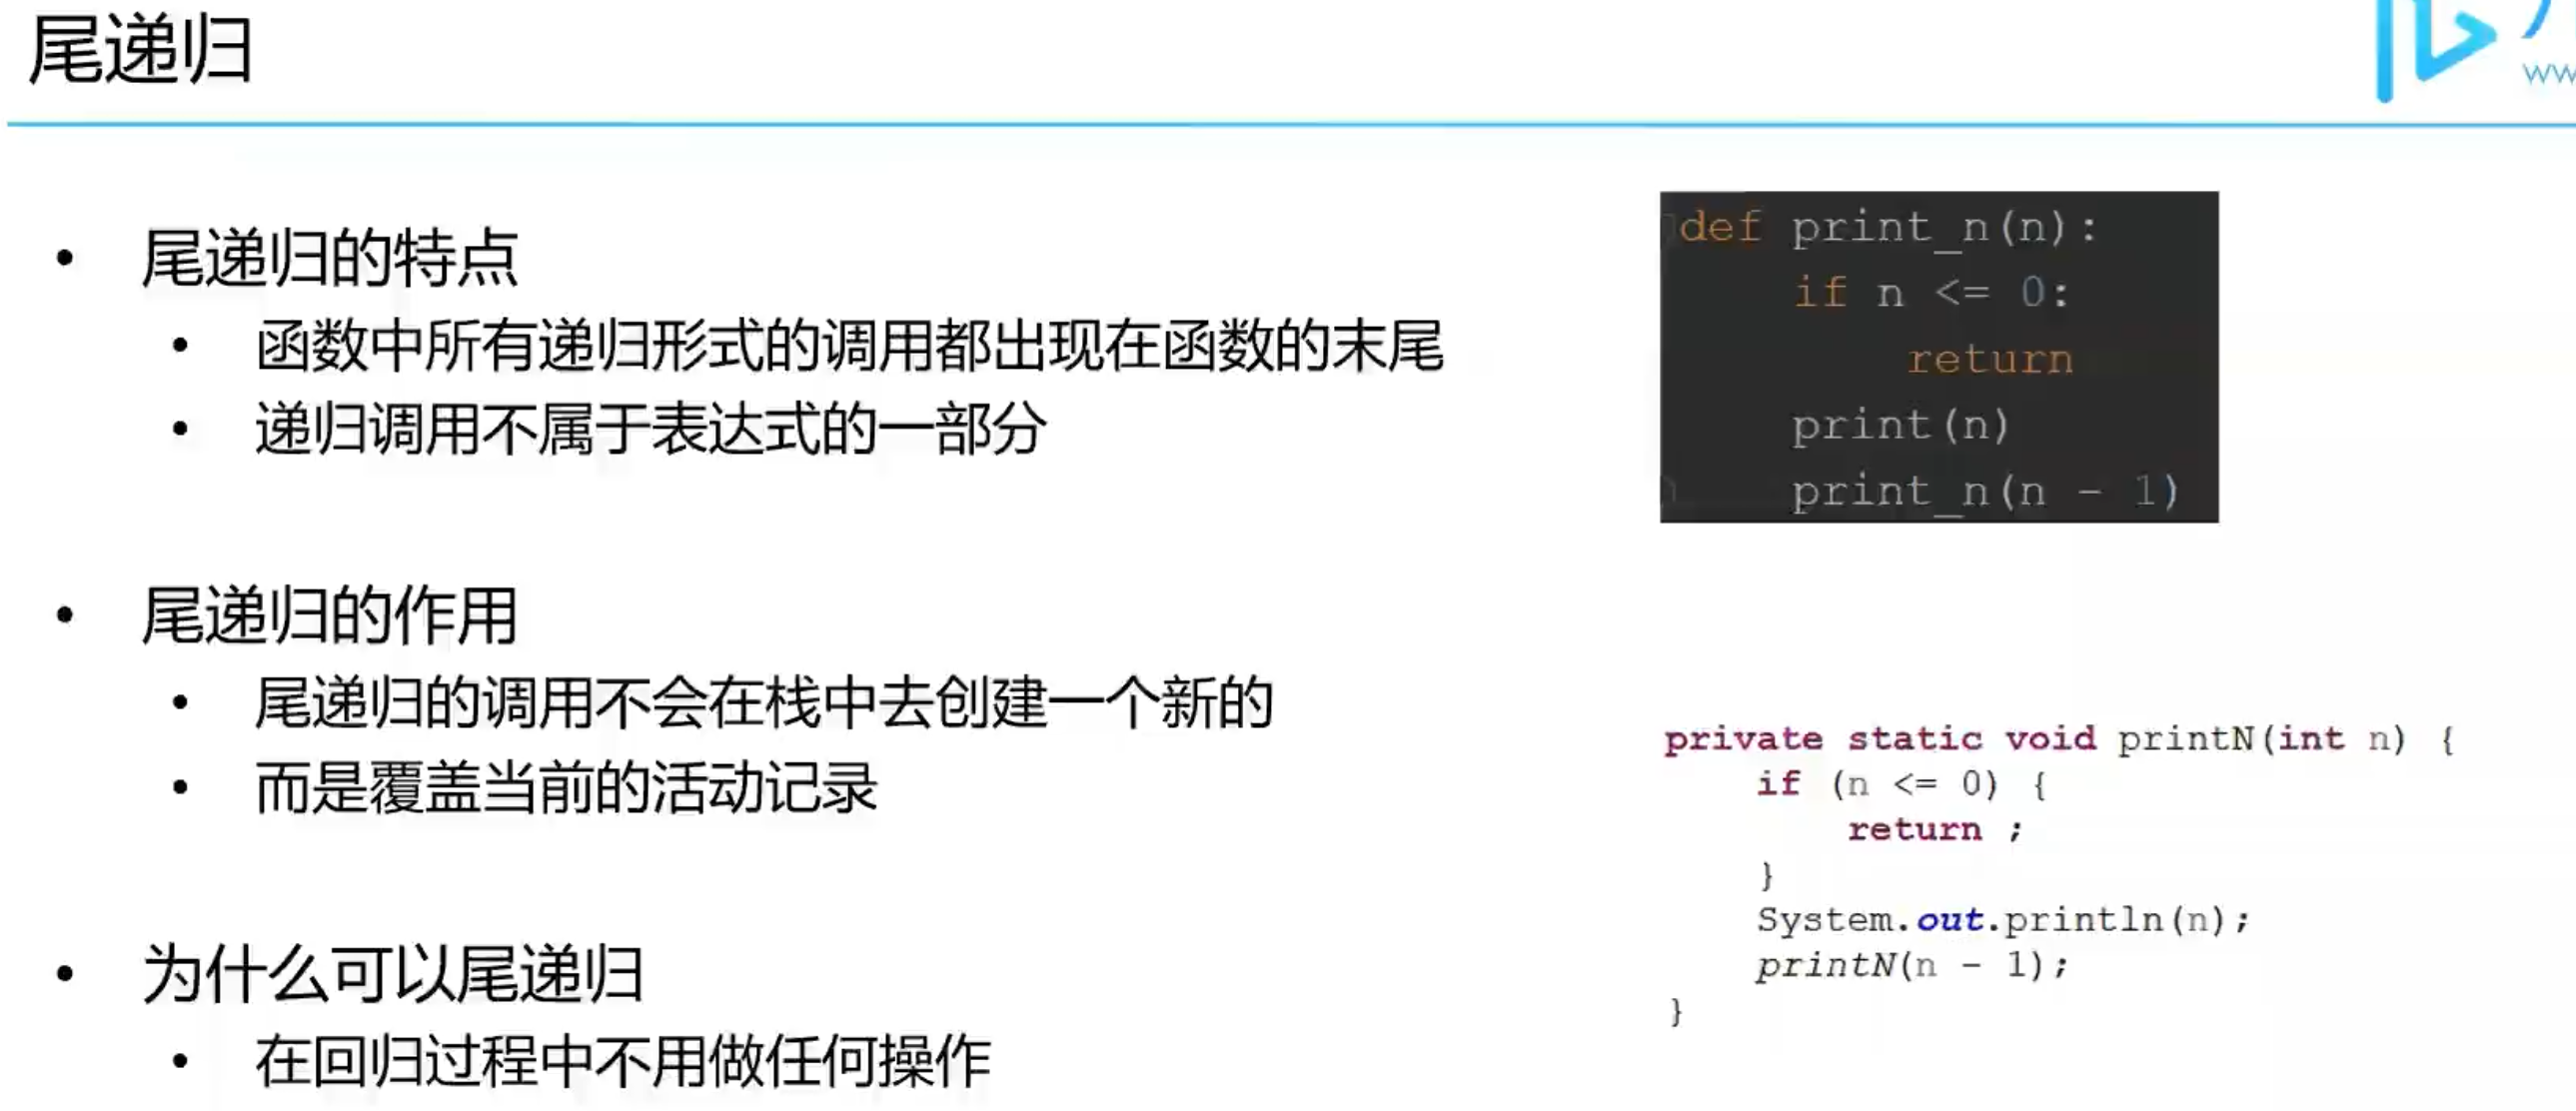 尾递归
• 尾递归的特点
• 函数中所有递归形式的调用都出现在函数的末尾
• 递归调用不属于表达式的一部分
• 尾递归的作用
• 尾递归的调用不会在栈中去创建一个新的
• 而是覆盖当前的活动记录
• 为什么可以尾递归
• 在回归过程中不用做任何操作
def print_n(n):
    if n <= 0:
        return
    print(n)
    print_n(n - 1)
private static void printN(int n) {
    if (n <= 0) {
        return ;
    }
    System.out.println(n);
    printN(n - 1);
}